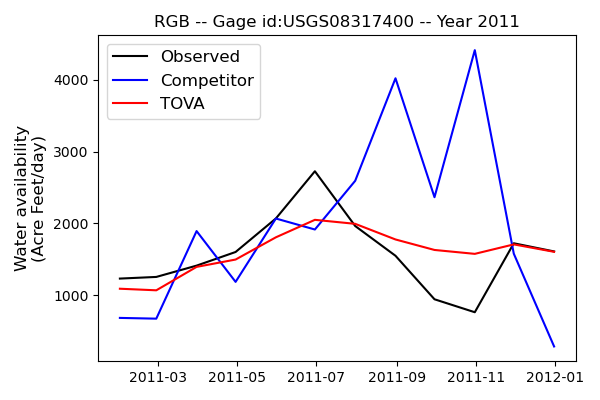 RGB -- Gage id:USGS08317400 -- Year 2011
Observed
Competitor
TOVA
Water availability
(Acre Feet/day)
4000
3000
2000
1000
2011-03
2011-05
2011-07
2011-09
2011-11
2012-01